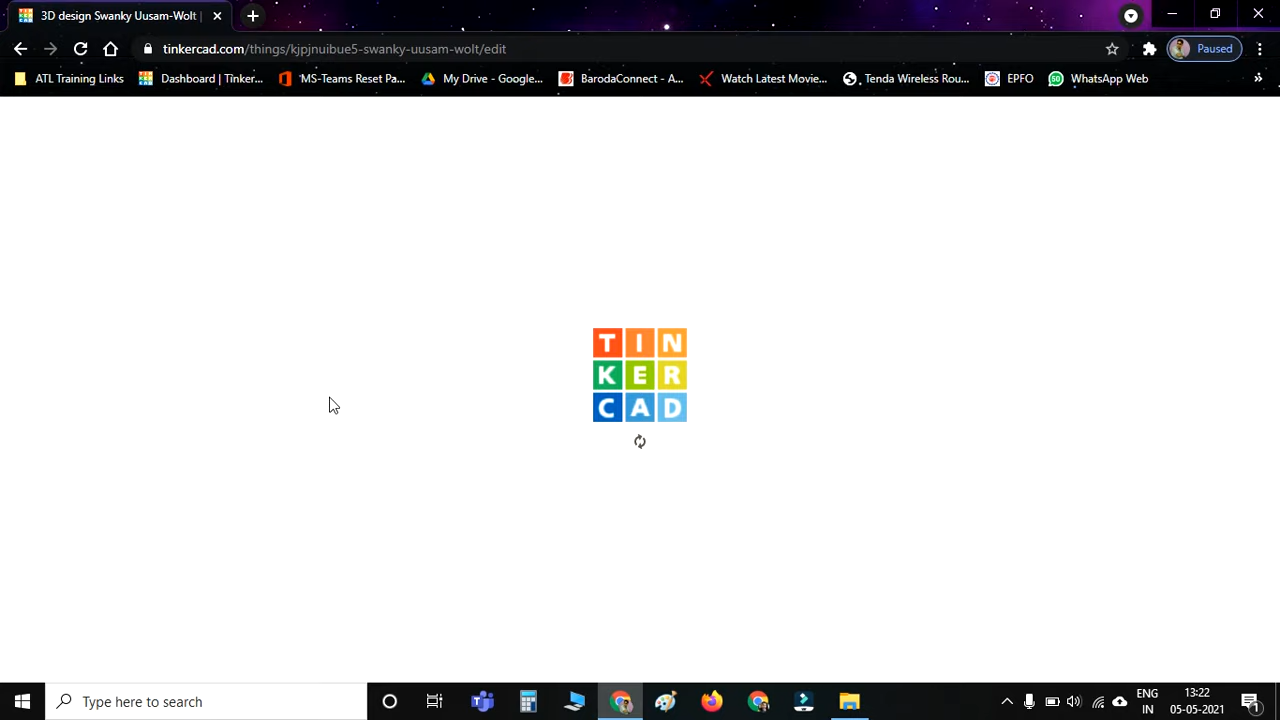 3D design Swanky Uusam-Wolt |
tinkercad.com/things/kjpjnuibue5-swanky-uusam-wolt/edit
Paused
ATL Training Links
Dashboard | Tinker...
'MS-Teams Reset Pa...
My Drive - Google...
BarodaConnect - A...
Watch Latest Movie...
Tenda Wireless Rou...
EPFO
50
WhatsApp Web
TIN
KER
CAD
Type here to search
ENG
IN
13:22
05-05-2021
1